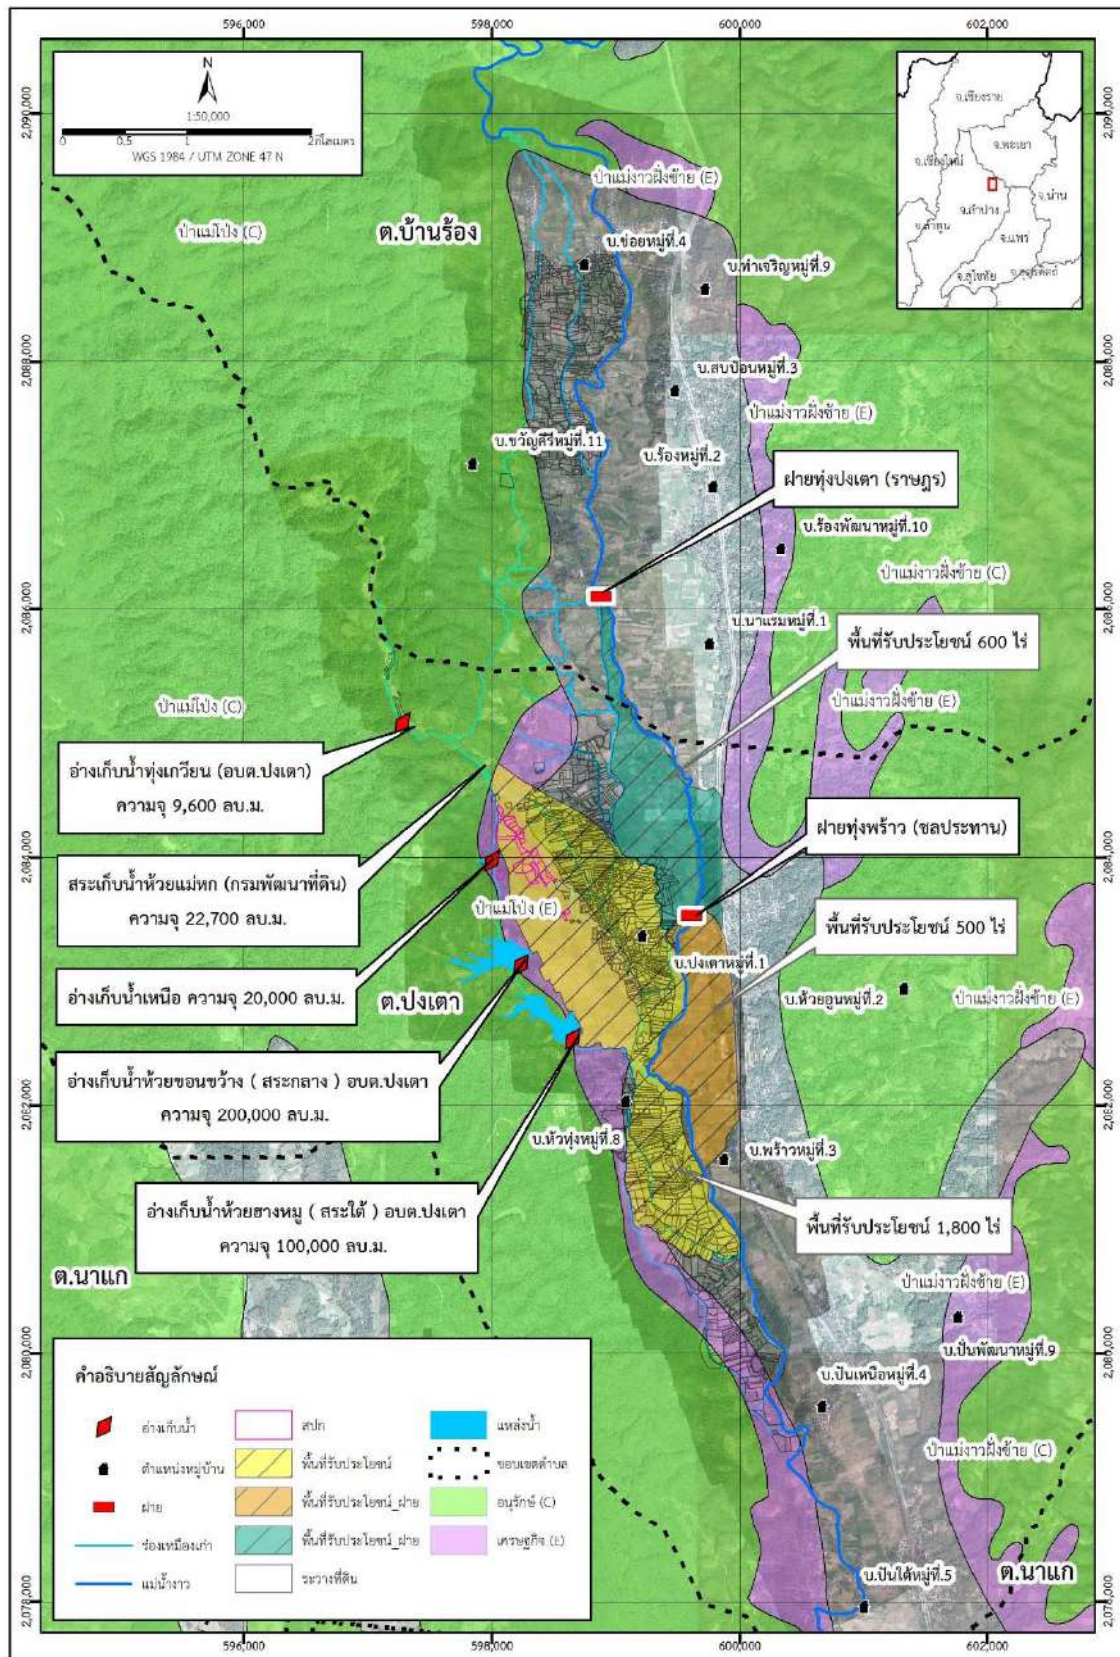 596,000
598,000
600,000
602,000
N
1:50,000
0 0.5 1 2 กิโลเมตร
WGS 1984 / UTM ZONE 47 N
จ.เชียงราย
จ.พะเยา
จ.เชียงใหม่
จ.น่าน
จ.ลำปาง
จ.ลำพูน
จ.แพร่
จ.สุโขทัย
จ.อุตรดิตถ์
2,090,000
2,090,000
ป่าแม่งาวฝั่งซ้าย (E)
ป่าแม่โป่ง (C)
ต.บ้านร้อง
บ.ข่อยหมู่ที่.4
บ.ทำเจริญหมู่ที่.9
2,088,000
2,088,000
บ.สบป้อนหมู่ที่.3
ป่าแม่งาวฝั่งซ้าย (E)
บ.ขวัญคีรีหมู่ที่.11
บ.ร้องหมู่ที่.2
ฝายทุ่งปงเตา (ราษฎร)
บ.ร้องพัฒนาหมู่ที่.10
ป่าแม่งาวฝั่งซ้าย (C)
2,086,000
2,086,000
บ.นาแรมหมู่ที่.1
พื้นที่รับประโยชน์ 600 ไร่
ป่าแม่โป่ง (C)
ป่าแม่งาวฝั่งซ้าย (E)
อ่างเก็บน้ำทุ่งเกวียน (อบต.ปงเตา)
ความจุ 9,600 ลบ.ม.
ฝายทุ่งพร้าว (ชลประทาน)
2,084,000
2,084,000
สระเก็บน้ำห้วยแม่หก (กรมพัฒนาที่ดิน)
ความจุ 22,700 ลบ.ม.
ป่าแม่โป่ง (E)
พื้นที่รับประโยชน์ 500 ไร่
บ.ปงเตาหมู่ที่.1
อ่างเก็บน้ำเหนือ ความจุ 20,000 ลบ.ม.
ต.ปงเตา
บ.ห้วยอูนหมู่ที่.2
ป่าแม่งาวฝั่งซ้าย (E)
อ่างเก็บน้ำห้วยขอนขว้าง ( สระกลาง ) อบต.ปงเตา
ความจุ 200,000 ลบ.ม.
2,082,000
2,082,000
บ.หัวทุ่งหมู่ที่.8
บ.พร้าวหมู่ที่.3
อ่างเก็บน้ำห้วยฮางหมู ( สระใต้ ) อบต.ปงเตา
ความจุ 100,000 ลบ.ม.
พื้นที่รับประโยชน์ 1,800 ไร่
ต.นาแก
ป่าแม่งาวฝั่งซ้าย (E)
2,080,000
2,080,000
บ.ปันพัฒนาหมู่ที่.9
บ.ปันเหนือหมู่ที่.4
ป่าแม่งาวฝั่งซ้าย (C)
บ.ปันใต้หมู่ที่.5
ต.นาแก
2,078,000
2,078,000
คำอธิบายสัญลักษณ์
อ่างเก็บน้ำ
ตำแหน่งหมู่บ้าน
ฝาย
ร่องเหมืองเก่า
แม่น้ำงาว
สปก
พื้นที่รับประโยชน์
พื้นที่รับประโยชน์_ฝาย
พื้นที่รับประโยชน์_ฝาย
ระวางที่ดิน
แหล่งน้ำ
ขอบเขตตำบล
อนุรักษ์ (C)
เศรษฐกิจ (E)
596,000
598,000
600,000
602,000